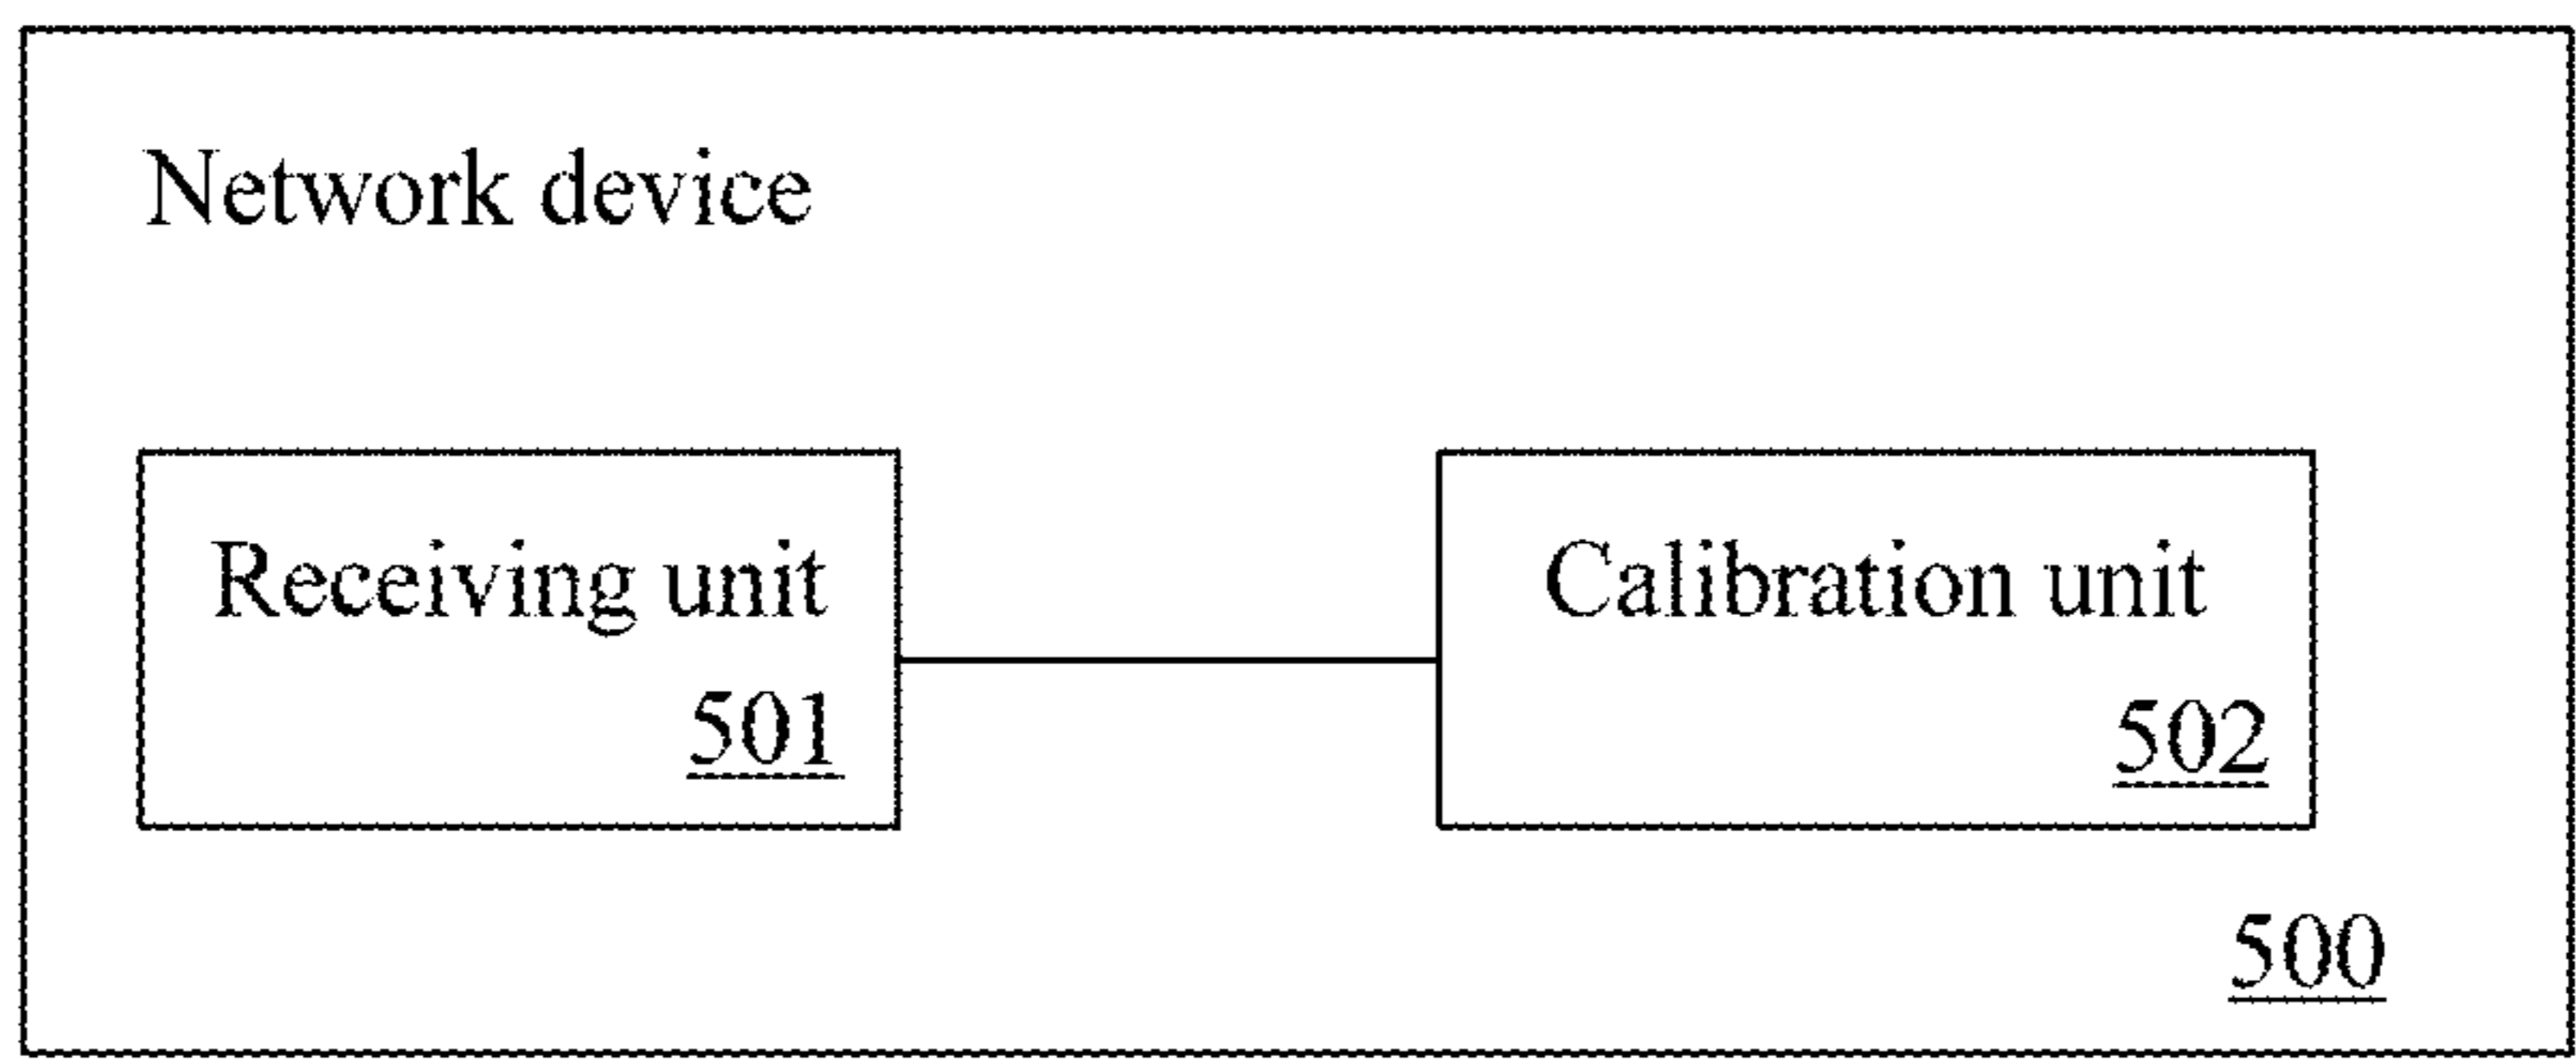 Network device
Receiving unit
501
Calibration unit
502
500